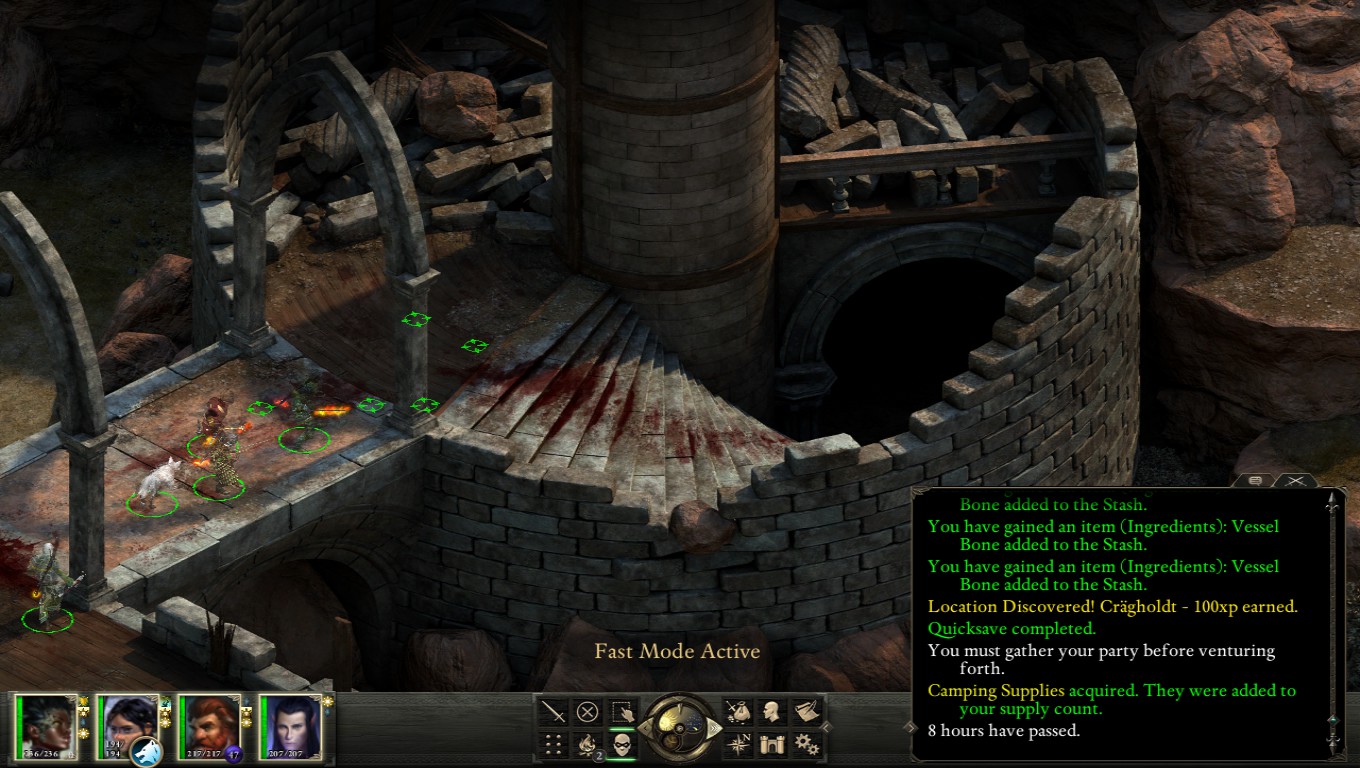 Bone added to the Stash.
You have gained an item (Ingredients): Vessel
Bone added to the Stash.
You have gained an item (Ingredients): Vessel
Bone added to the Stash.
Location Discovered! Crägholdt - 100xp earned.
Quicksave completed.
You must gather your party before venturing
forth.
Camping Supplies acquired. They were added to
your supply count.
8 hours have passed.
Fast Mode Active
236/236
194
194
217/217
47
207/207
2
N